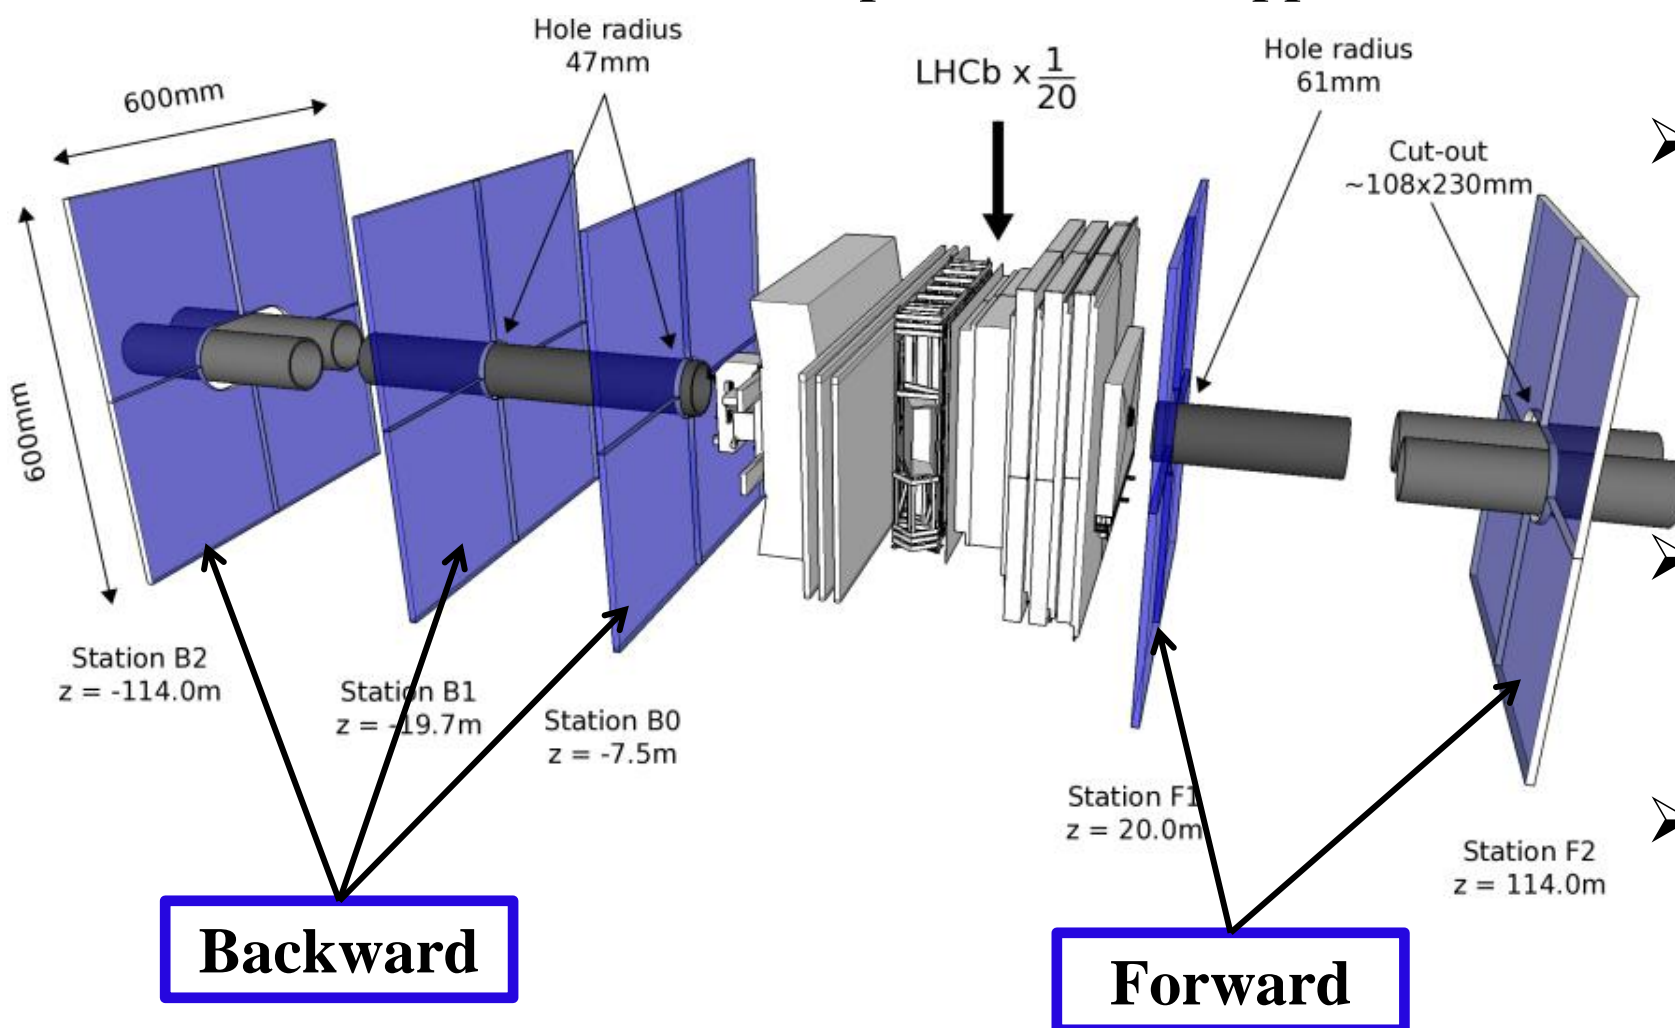 Hole radius
47mm
600mm
LHCb x 1/20
Hole radius
61mm
Cut-out
~108x230mm
600mm
Station B2
z = -114.0m
Station B1
z = -19.7m
Station B0
z = -7.5m
Station F1
z = 20.0m
Station F2
z = 114.0m
Backward
Forward